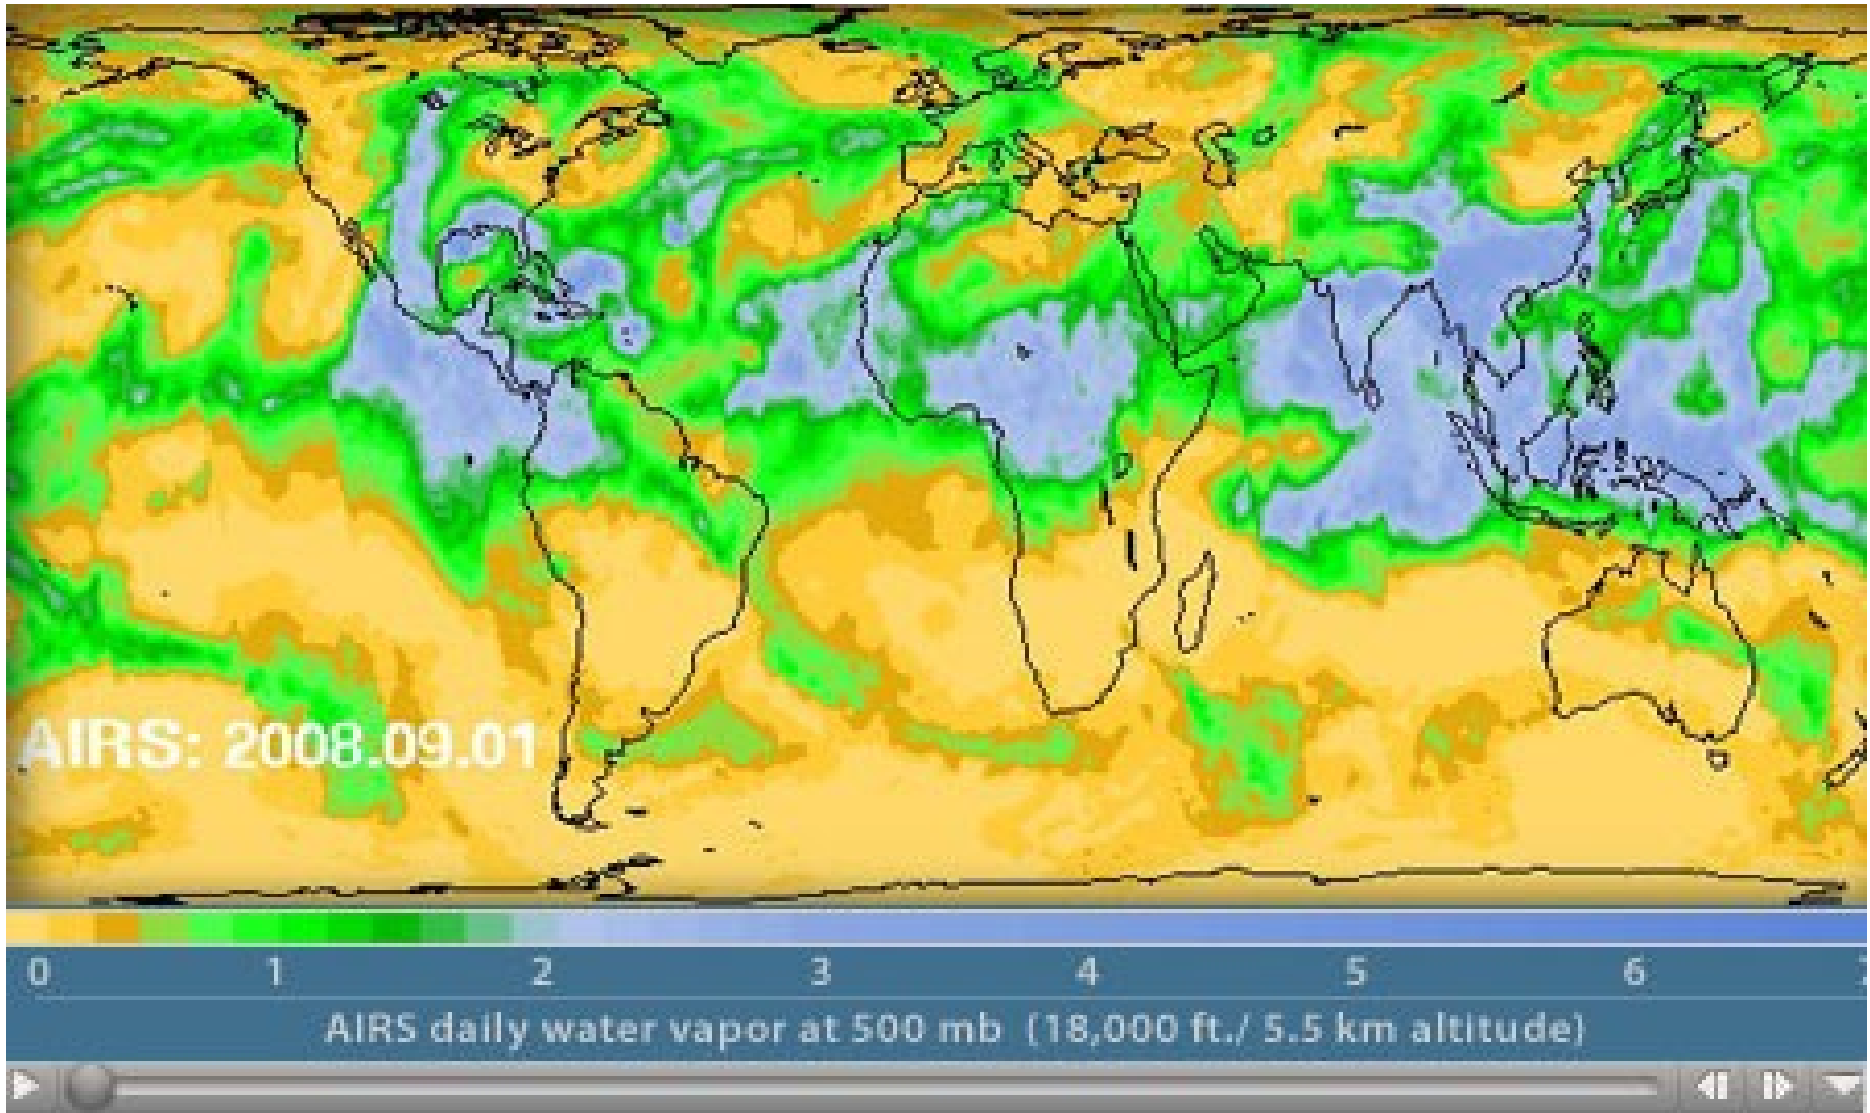 AIRS: 2008.09.01
0 1 2 3 4 5 6
AIRS daily water vapor at 500 mb (18,000 ft./ 5.5 km altitude)